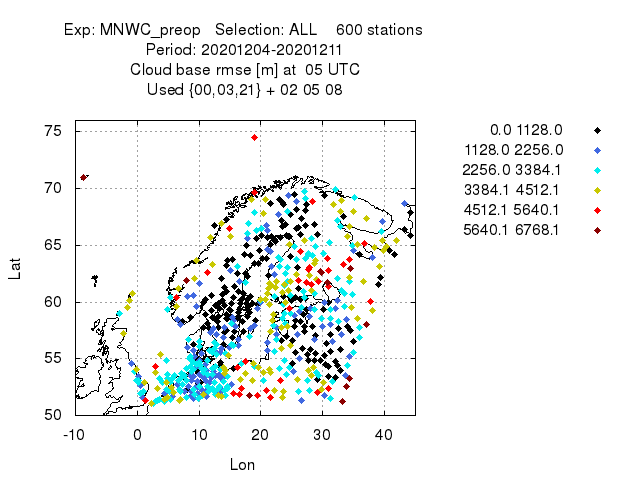 Exp: MNWC_preop Selection: ALL 600 stations
Period: 20201204-20201211
Cloud base rmse [m] at 05 UTC
Used {00,03,21} + 02 05 08
0.0 1128.0
1128.0 2256.0
2256.0 3384.1
3384.1 4512.1
4512.1 5640.1
5640.1 6768.1
75
70
65
60
55
50
Lat
-10 0 10 20 30 40
Lon